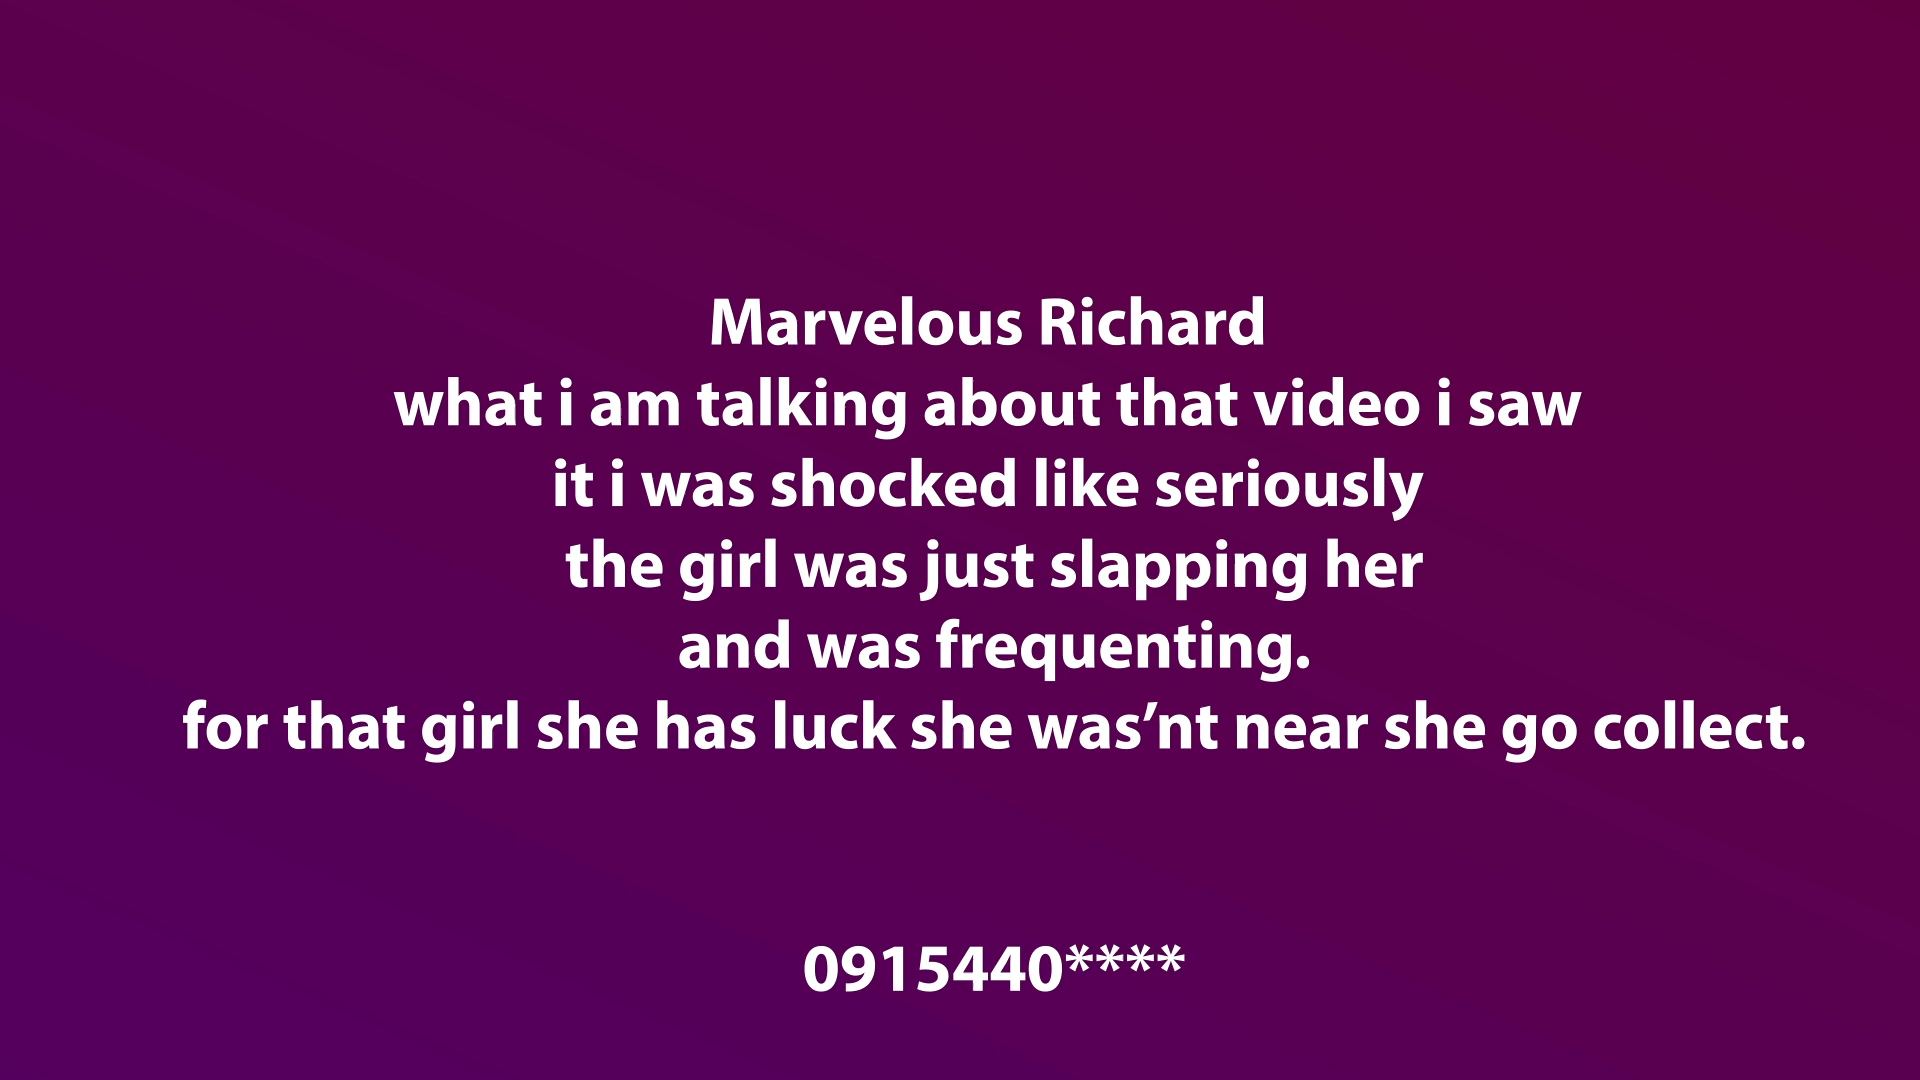 Marvelous Richard
what i am talking about that video i saw
it i was shocked like seriously
the girl was just slapping her
and was frequenting.
for that girl she has luck she was’nt near she go collect.
0915440****